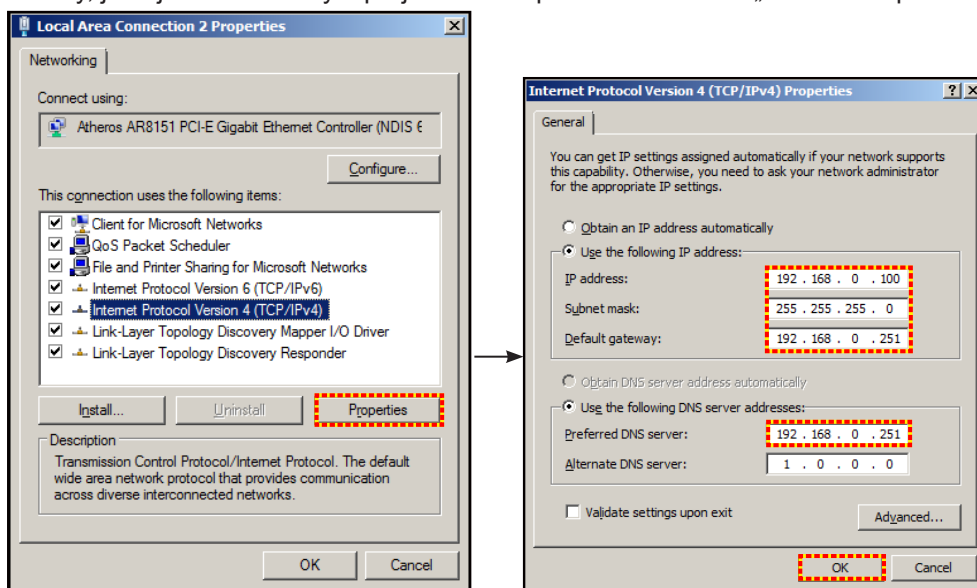 Local Area Connection 2 Properties
Networking
Connect using:
Atheros AR8151 PCI-E Gigabit Ethernet Controller (NDIS 6
Configure...
This connection uses the following items:
Client for Microsoft Networks
QoS Packet Scheduler
File and Printer Sharing for Microsoft Networks
Internet Protocol Version 6 (TCP/IPv6)
Internet Protocol Version 4 (TCP/IPv4)
Link-Layer Topology Discovery Mapper I/O Driver
Link-Layer Topology Discovery Responder
Install...
Uninstall
Properties
Description
Transmission Control Protocol/Internet Protocol. The default
wide area network protocol that provides communication
across diverse interconnected networks.
OK
Cancel
Internet Protocol Version 4 (TCP/IPv4) Properties
General
You can get IP settings assigned automatically if your network supports
this capability. Otherwise, you need to ask your network administrator
for the appropriate IP settings.
Obtain an IP address automatically
Use the following IP address:
IP address: 192 . 168 . 0 . 100
Subnet mask: 255 . 255 . 255 . 0
Default gateway: 192 . 168 . 0 . 251
Obtain DNS server address automatically
Use the following DNS server addresses:
Preferred DNS server: 192 . 168 . 0 . 251
Alternate DNS server: 1 . 0 . 0 . 0
Validate settings upon exit
Advanced...
OK
Cancel